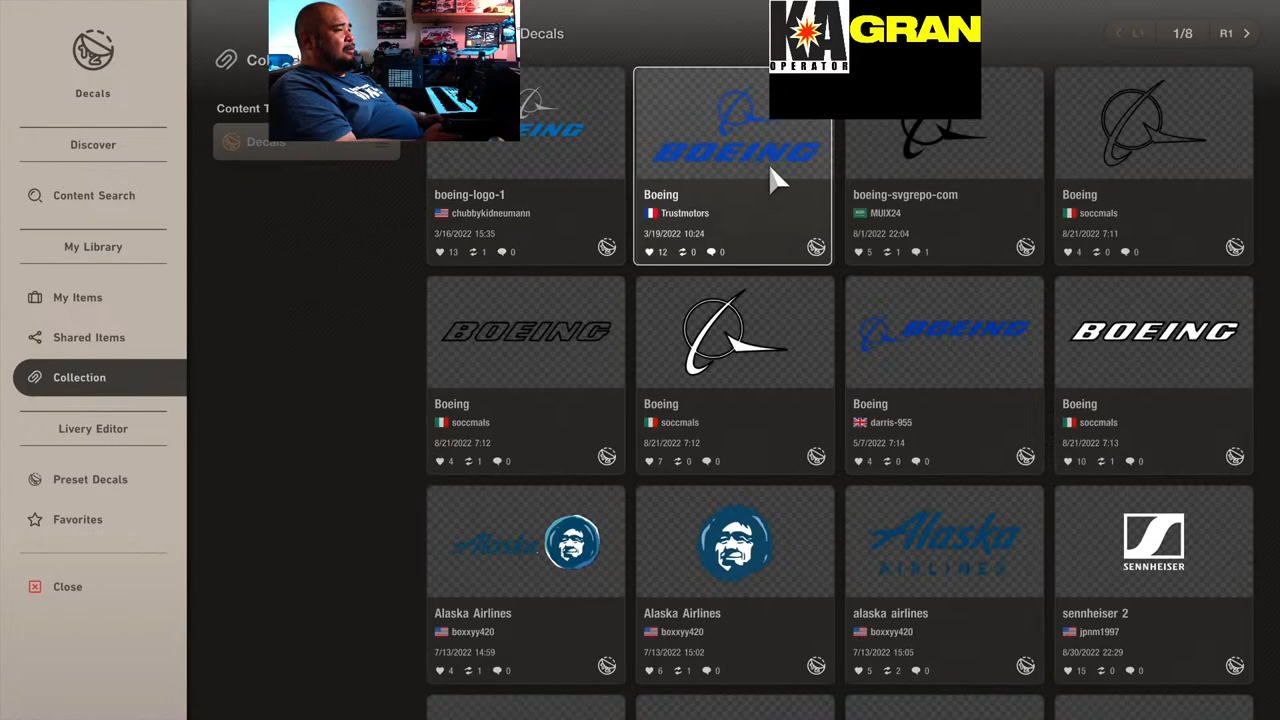 Decals
Discover
Content Search
My Library
My Items
Shared Items
Collection
Livery Editor
Preset Decals
Favorites
Close
Content
Decals
Decals
L1
1/8
R1
KA
OPERATOR
GRAN
BOEING
boeing-logo-1
chubbykidneumann
3/16/2022 15:35
13 1 0
BOEING
Boeing
Trustmotors
3/19/2022 10:24
12 0 0
boeing-svgrepo-com
MUIX24
8/1/2022 22:04
5 1 1
Boeing
soccmals
8/21/2022 7:11
4 0 0
BOEING
Boeing
soccmals
8/21/2022 7:12
4 1 0
Boeing
soccmals
8/21/2022 7:12
7 0 0
BOEING
Boeing
darris-955
5/7/2022 7:14
4 0 0
BOEING
Boeing
soccmals
8/21/2022 7:13
10 1 0
Alaska
Alaska Airlines
boxxyy420
7/13/2022 14:59
4 1 0
Alaska Airlines
boxxyy420
7/13/2022 15:02
6 1 0
Alaska
AIRLINES
alaska airlines
boxxyy420
7/13/2022 15:05
5 2 0
SENNHEISER
sennheiser 2
jpnm1997
8/30/2022 22:29
15 0 0